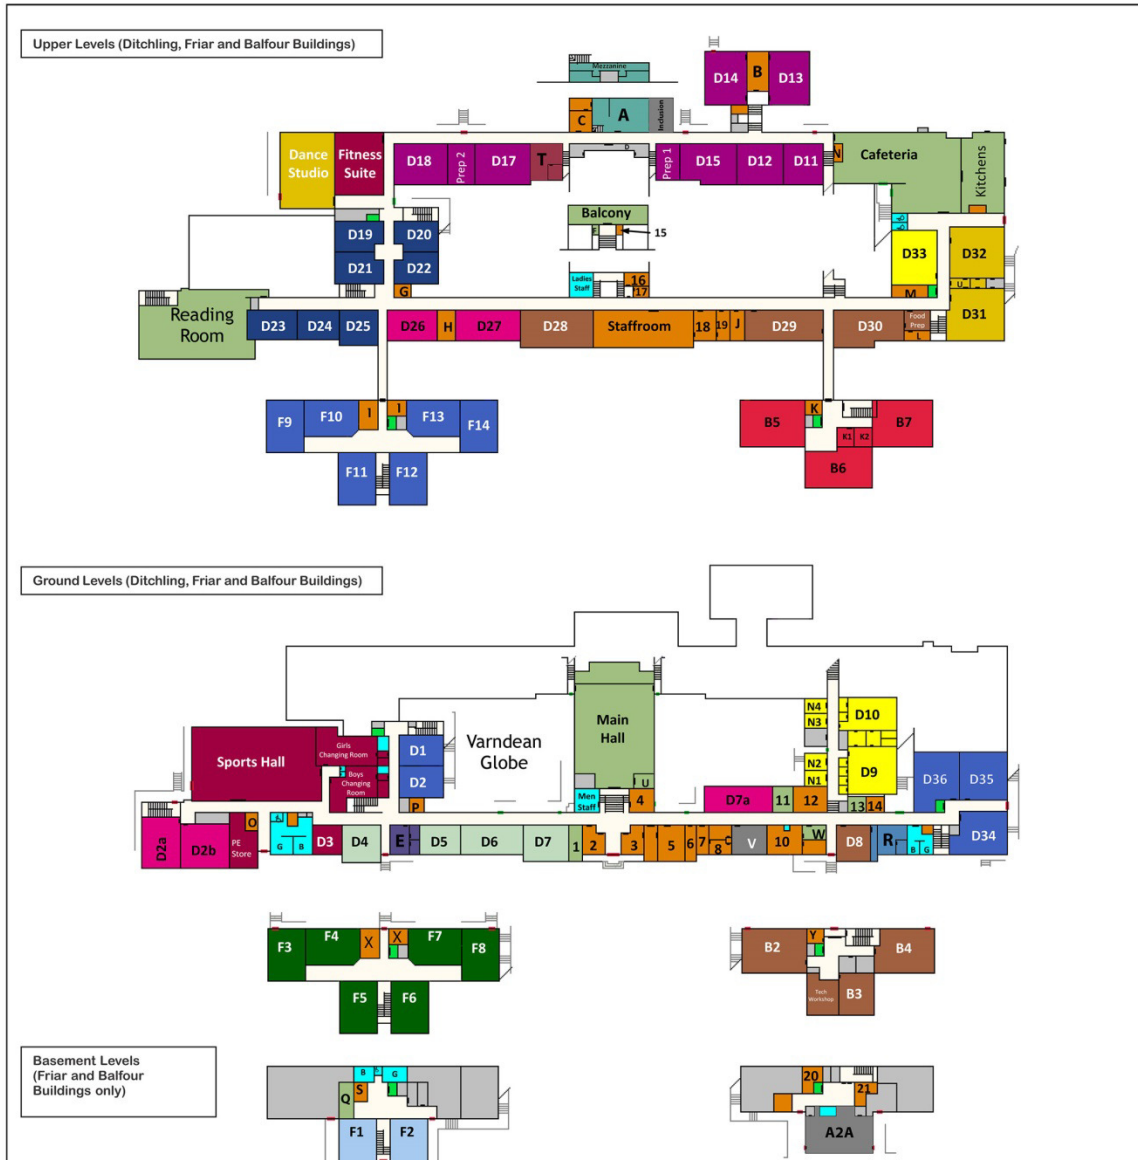 Upper Levels (Ditchling, Friar and Balfour Buildings)
Mezzanine
D14
B
D13
C
A
Inclusion
Dance
Studio
Fitness
Suite
D18
Prep 2
D17
T
Prep 1
D15
D12
D11
N
Cafeteria
Kitchens
Balcony
15
D19
D20
D21
D22
G
Ladies
Staff
16
17
D33
D32
M
U
D31
Reading
Room
D23
D24
D25
D26
H
D27
D28
Staffroom
18
19
J
D29
D30
Food
Prep
L
F9
F10
I
I
F13
F14
F11
F12
B5
K
K1
K2
B7
B6
Ground Levels (Ditchling, Friar and Balfour Buildings)
Main
Hall
U
N4
N3
D10
N2
N1
D9
Sports Hall
Girls
Changing Room
Boys
Changing
Room
D1
D2
P
Varndean
Globe
Men
Staff
4
D7a
11
12
13
14
D36
D35
D2a
D2b
PE
Store
O
G
B
D3
D4
E
D5
D6
D7
1
2
3
5
6
7
C
8
V
10
W
D8
R
B
G
D34
F3
F4
X
X
F7
F8
F5
F6
B2
Y
B4
Tech
Workshop
B3
Basement Levels
(Friar and Balfour
Buildings only)
B
G
Q
S
F1
F2
20
21
A2A